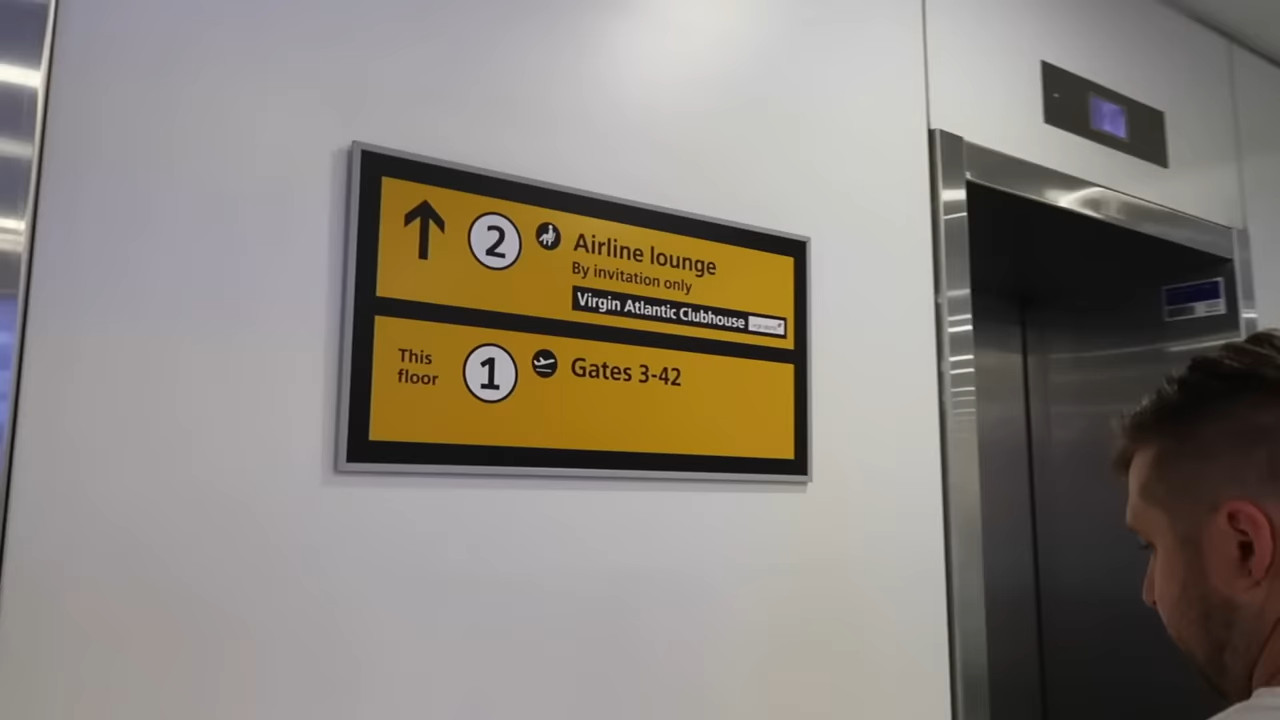 2
Airline lounge
By invitation only
Virgin Atlantic Clubhouse
This
floor
1
Gates 3-42